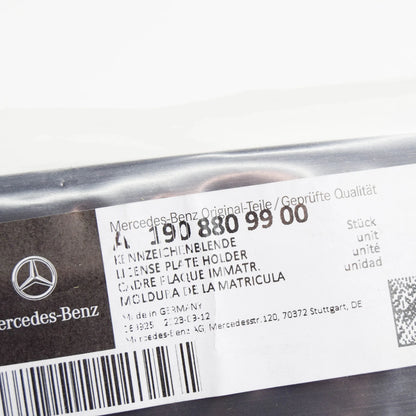 Mercedes-Benz Original-Teile / Geprüfte Qualität
A 190 880 99 00
KENNZEICHENBLENDE
LICENSE PLATE HOLDER
CADRE PLAQUE IMMATR.
MOLDURA DE LA MATRICULA
Stück
unit
unité
unidad
Made in GERMANY
Mercedes-Benz AG, Mercedesstr.120, 70372 Stuttgart, DE
ercedes-Benz